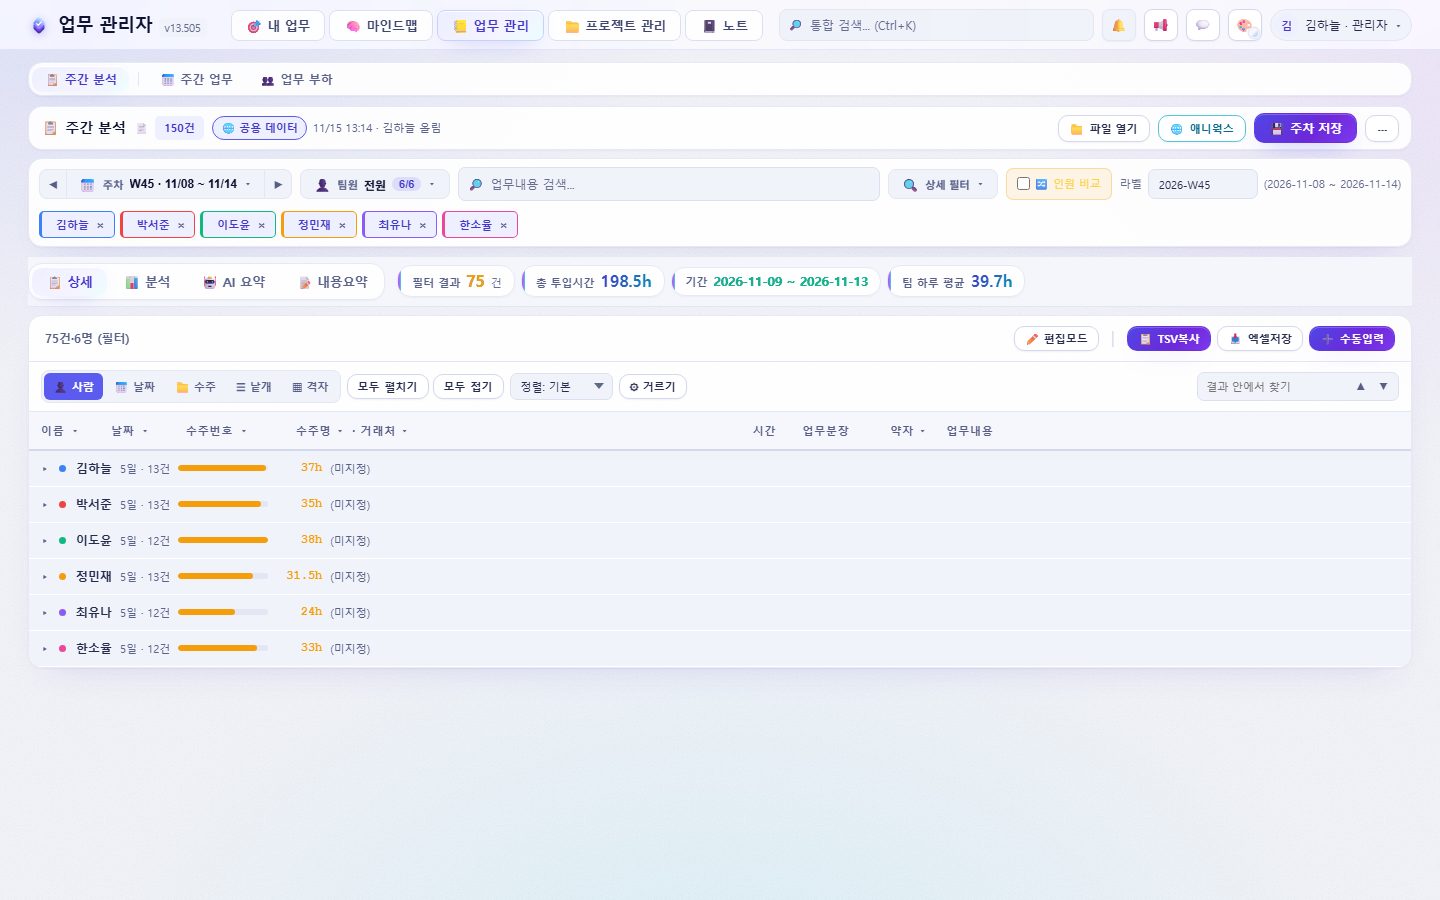 업무 관리자 v13.505 내 업무 마인드맵 업무 관리 프로젝트 관리 노트 통합 검색... (Ctrl+K) 김 김하늘 · 관리자
주간 분석 주간 업무 업무 부하
주간 분석 150건 공용 데이터 11/15 13:14 · 김하늘 올림 파일 열기 애니웍스 주차 저장 ...
◀ 주차 W45 · 11/08 ~ 11/14 ▶ 팀원 전원 6/6 업무내용 검색... 상세 필터 인원 비교 라벨 2026-W45 (2026-11-08 ~ 2026-11-14)
김하늘 × 박서준 × 이도윤 × 정민재 × 최유나 × 한소율 ×
상세 분석 AI 요약 내용요약 필터 결과 75 건 총 투입시간 198.5h 기간 2026-11-09 ~ 2026-11-13 팀 하루 평균 39.7h
75건·6명 (필터) 편집모드 TSV복사 엑셀저장 수동입력
사람 날짜 수주 낱개 격자 모두 펼치기 모두 접기 정렬: 기본 거르기 결과 안에서 찾기 ▲ ▼
이름 날짜 수주번호 수주명 · 거래처 시간 업무분장 약자 업무내용
김하늘 5일 · 13건 37h (미지정)
박서준 5일 · 13건 35h (미지정)
이도윤 5일 · 12건 38h (미지정)
정민재 5일 · 13건 31.5h (미지정)
최유나 5일 · 12건 24h (미지정)
한소율 5일 · 12건 33h (미지정)